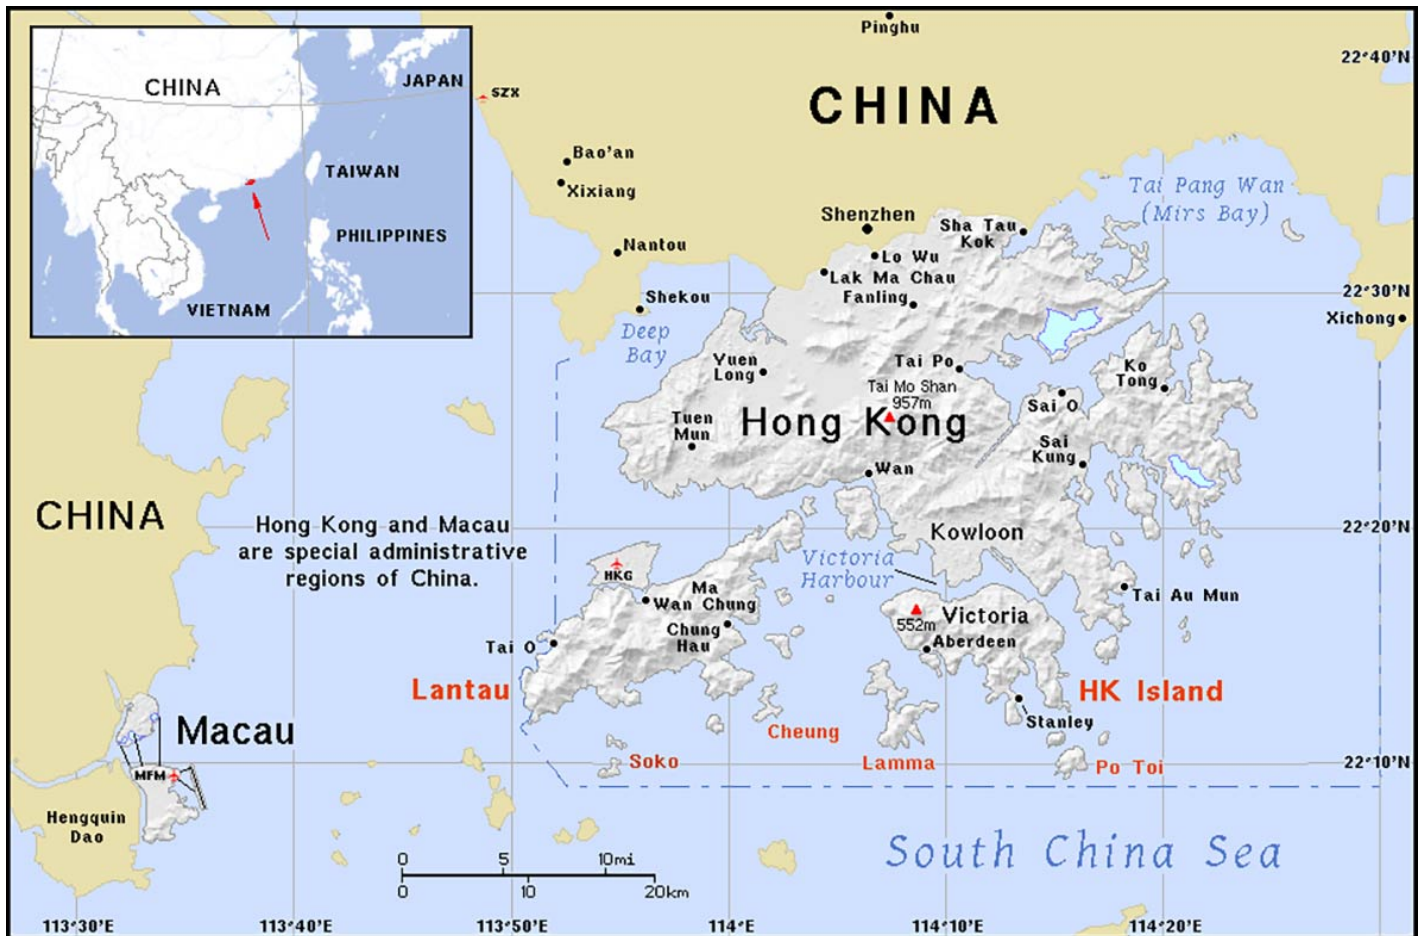 CHINA
JAPAN
TAIWAN
PHILIPPINES
VIETNAM
Pinghu
22°40'N
SZX
CHINA
Bao'an
Xixiang
Tai Pang Wan
(Mirs Bay)
Shenzhen
Sha Tau
Kok
Nantou
Lo Wu
Lak Ma Chau
Fanling
22°30'N
Shekou
Xichong
Deep
Bay
Yuen
Long
Tai Po
Ko
Tong
Tai Mo Shan
957m
Sai O
Hong Kong
Tuen
Mun
Sai
Kung
Wan
CHINA
Hong Kong and Macau
are special administrative
regions of China.
22°20'N
Kowloon
Victoria
Harbour
HKG
Ma
Wan Chung
Tai Au Mun
Victoria
552m
Chung
Hau
Aberdeen
Tai O
Lantau
HK Island
Stanley
Macau
Cheung
Soko
Lamma
Po Toi
22°10'N
MFM
Hengquin
Dao
South China Sea
0 5 10mi
0 10 20km
113°30'E 113°40'E 113°50'E 114°E 114°10'E 114°20'E